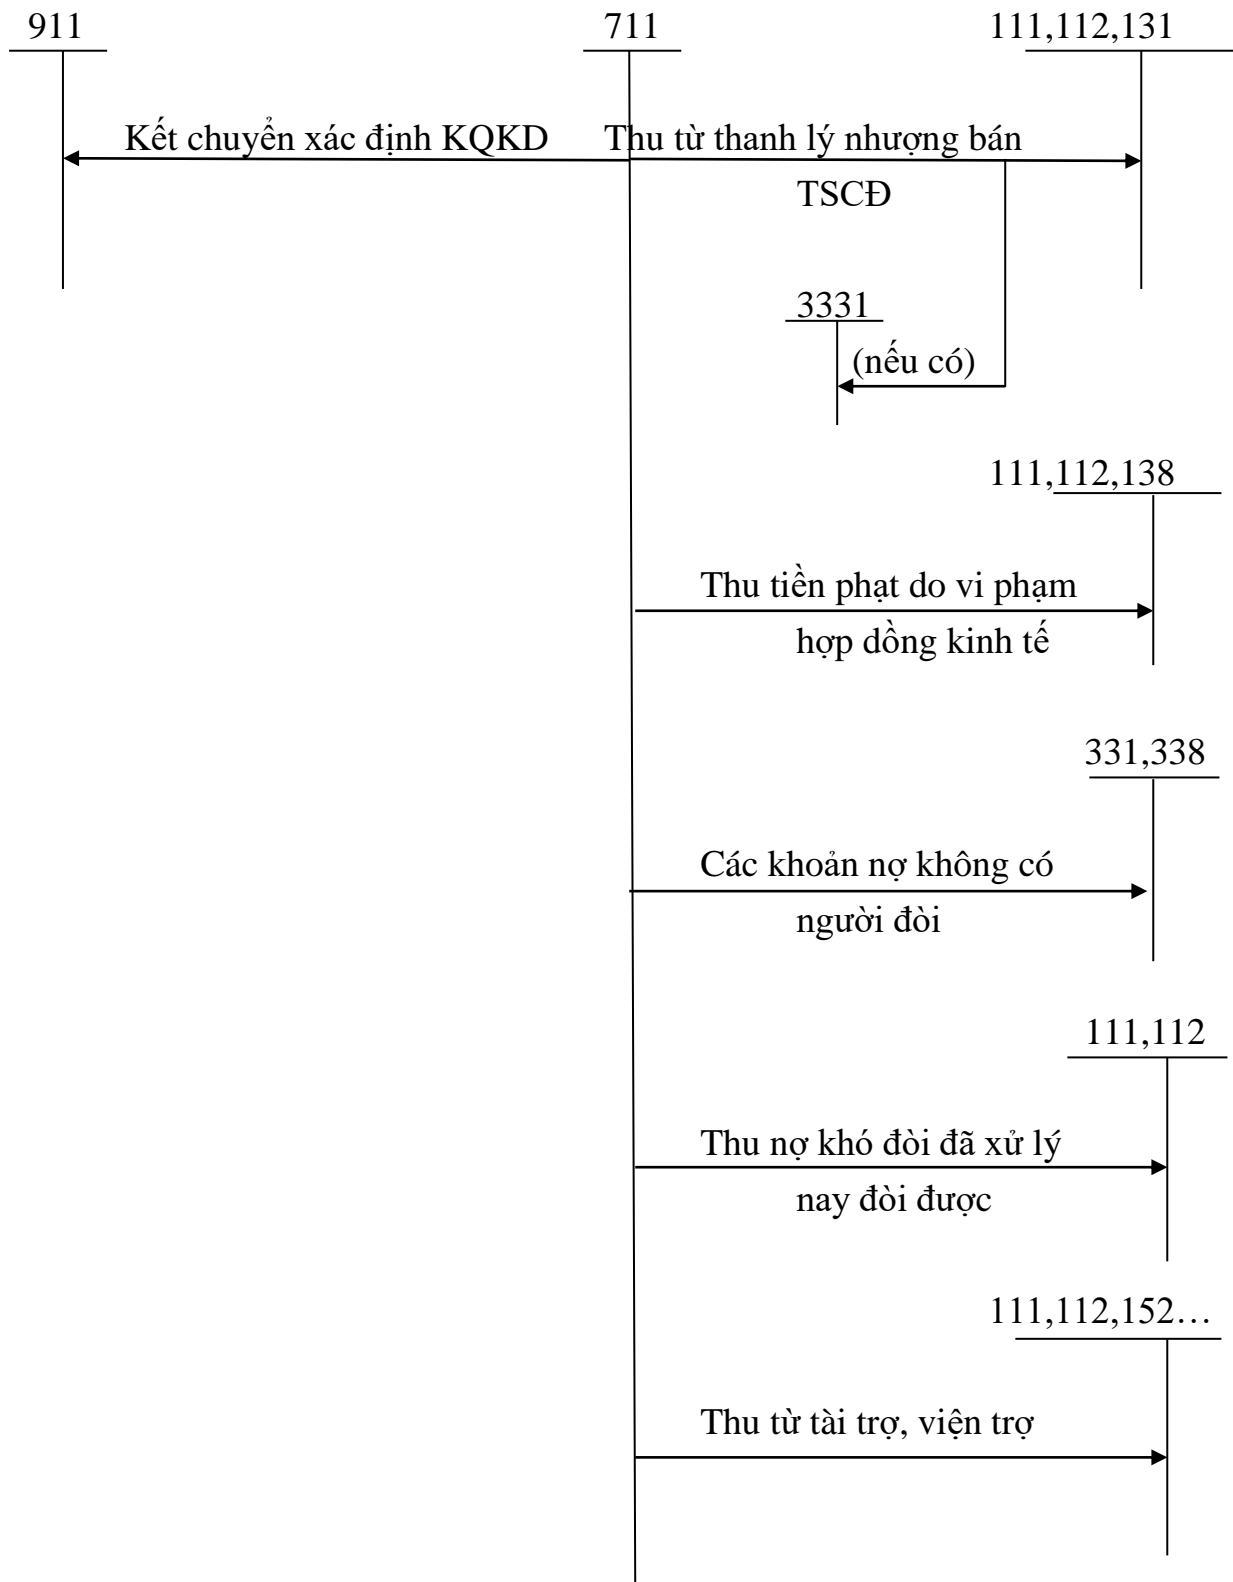 911
711
111,112,131
Kết chuyển xác định KQKD
Thu từ thanh lý nhượng bán
TSCĐ
3331
(nếu có)
111,112,138
Thu tiền phạt do vi phạm
hợp dồng kinh tế
331,338
Các khoản nợ không có
người đòi
111,112
Thu nợ khó đòi đã xử lý
nay đòi được
111,112,152…
Thu từ tài trợ, viện trợ